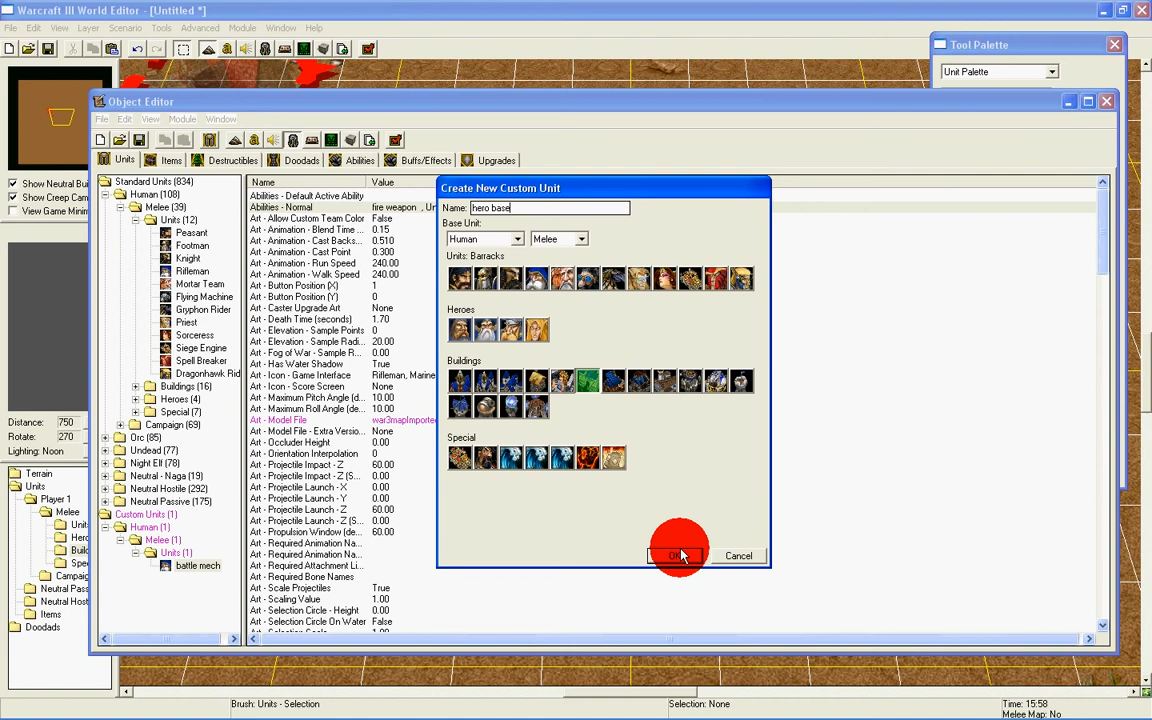 Warcraft III World Editor - [Untitled *]
File Edit View Layer Scenario Tools Advanced Module Window Help
Tool Palette
Unit Palette
Object Editor
File Edit View Module Window
Units Items Destructibles Doodads Abilities Buffs/Effects Upgrades
Show Neutral Bui
Show Creep Cam
View Game Minim
Distance: 750
Rotate: 270
Lighting: Noon
Terrain
Units
Player 1
Melee
Units
Hero
Build
Spe
Campaig
Neutral Pas
Neutral Host
Items
Doodads
Standard Units (834)
Human (108)
Melee (39)
Units (12)
Peasant
Footman
Knight
Rifleman
Mortar Team
Flying Machine
Gryphon Rider
Priest
Sorceress
Siege Engine
Spell Breaker
Dragonhawk Rid
Buildings (16)
Heroes (4)
Special (7)
Campaign (69)
Orc (85)
Undead (77)
Night Elf (78)
Neutral - Naga (19)
Neutral Hostile (292)
Neutral Passive (175)
Custom Units (1)
Human (1)
Melee (1)
Units (1)
battle mech
Name Value
Abilities - Default Active Ability
Abilities - Normal fire weapon , Ur
Art - Allow Custom Team Color False
Art - Animation - Blend Time ... 0.15
Art - Animation - Cast Backs... 0.510
Art - Animation - Cast Point 0.300
Art - Animation - Run Speed 240.00
Art - Animation - Walk Speed 240.00
Art - Button Position (X) 1
Art - Button Position (Y) 0
Art - Caster Upgrade Art None
Art - Death Time (seconds) 1.70
Art - Elevation - Sample Points 0
Art - Elevation - Sample Radi... 20.00
Art - Fog of War - Sample R... 0.00
Art - Has Water Shadow True
Art - Icon - Game Interface Rifleman, Marine
Art - Icon - Score Screen None
Art - Maximum Pitch Angle (d... 10.00
Art - Maximum Roll Angle (de... 10.00
Art - Model File war3mapImported
Art - Model File - Extra Versio... None
Art - Occluder Height 0.00
Art - Orientation Interpolation 0
Art - Projectile Impact - Z 60.00
Art - Projectile Impact - Z (S... 0.00
Art - Projectile Launch - X 0.00
Art - Projectile Launch - Y 0.00
Art - Projectile Launch - Z 60.00
Art - Projectile Launch - Z (S... 0.00
Art - Propulsion Window (de... 60.00
Art - Required Animation Na...
Art - Required Animation Na...
Art - Required Attachment Li...
Art - Required Bone Names
Art - Scale Projectiles True
Art - Scaling Value 1.00
Art - Selection Circle - Height 0.00
Art - Selection Circle On Water False
Create New Custom Unit
Name: hero base
Base Unit:
Human Melee
Units: Barracks
Heroes
Buildings
Special
OK Cancel
Brush: Units - Selection Selection: None Time: 15:58
Melee Map: No